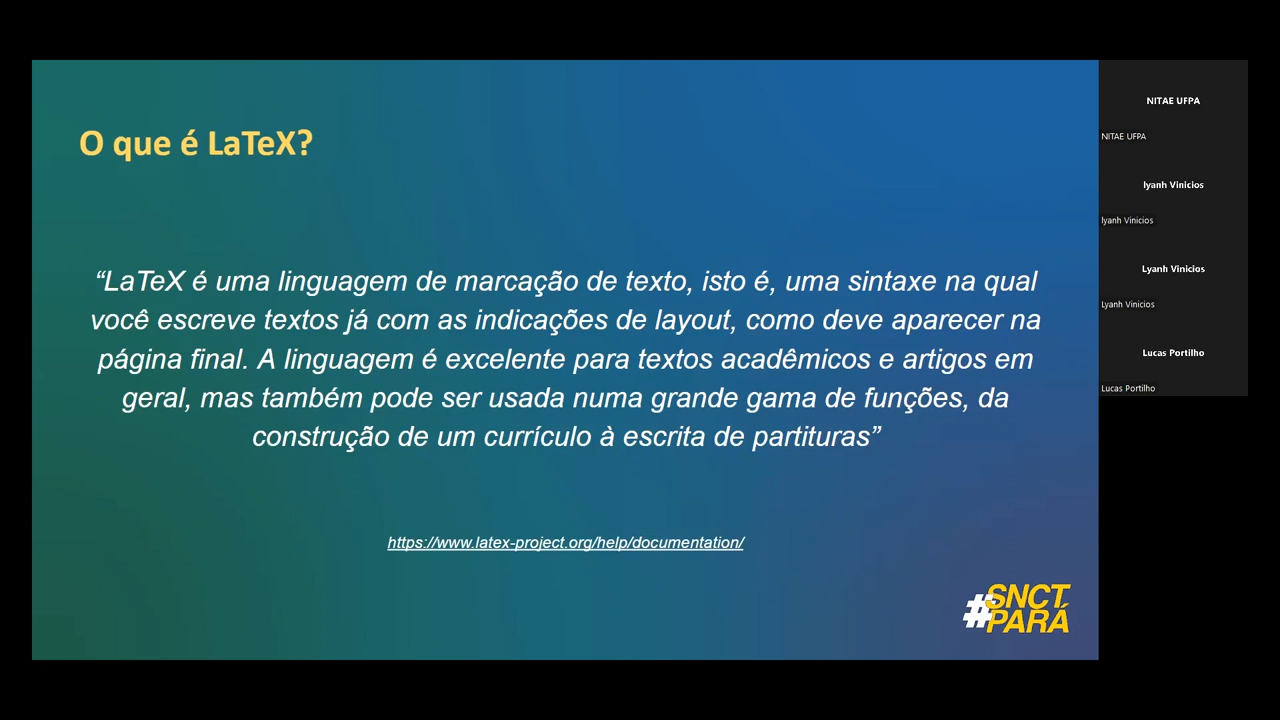 O que é LaTeX?
“LaTeX é uma linguagem de marcação de texto, isto é, uma sintaxe na qual
você escreve textos já com as indicações de layout, como deve aparecer na
página final. A linguagem é excelente para textos acadêmicos e artigos em
geral, mas também pode ser usada numa grande gama de funções, da
construção de um currículo à escrita de partituras”
https://www.latex-project.org/help/documentation/
#SNCT
PARÁ
NITAE UFPA
NITAE UFPA
lyanh Vinicios
lyanh Vinicios
Lyanh Vinicios
Lyanh Vinicios
Lucas Portilho
Lucas Portilho